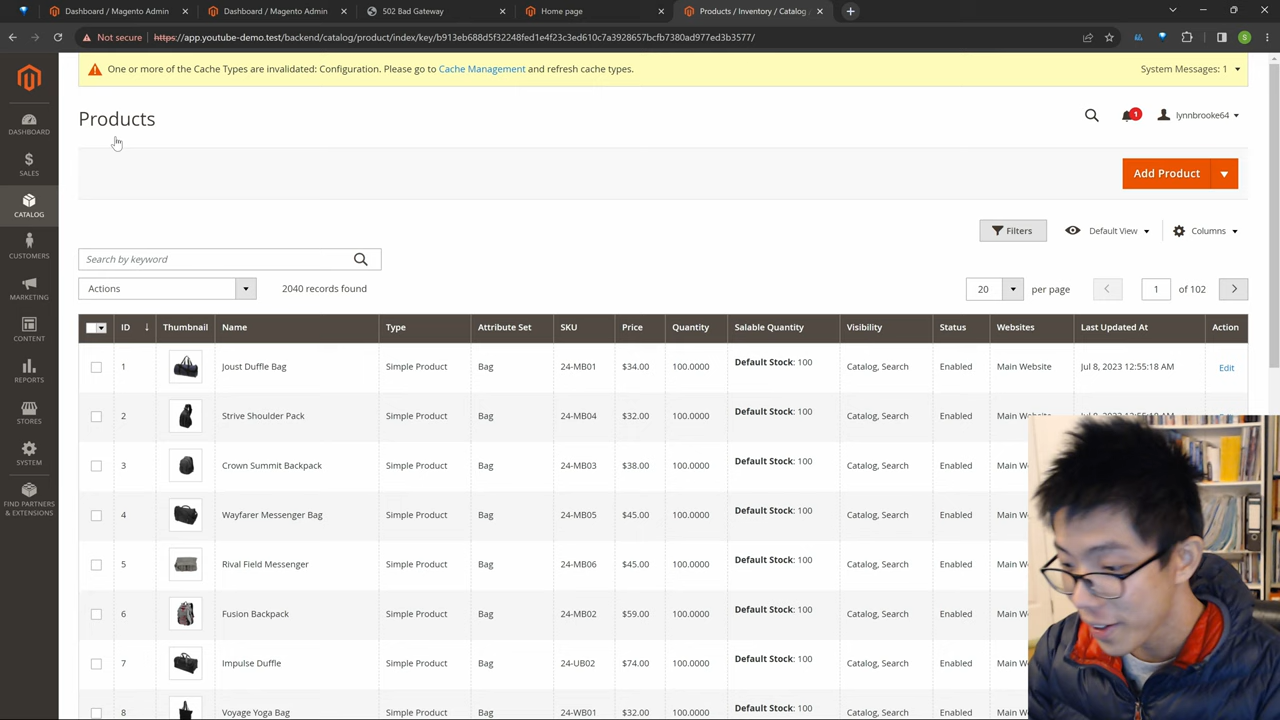 Dashboard / Magento Admin
Dashboard / Magento Admin
502 Bad Gateway
Home page
Products / Inventory / Catalog /
Not secure
https://app.youtube-demo.test/backend/catalog/product/index/key/b913eb688d5f32248fed1e4f23c3ed610c7a3928657bcfb7380ad977ed3b3577/
S
One or more of the Cache Types are invalidated: Configuration. Please go to Cache Management and refresh cache types.
System Messages: 1
DASHBOARD
SALES
CATALOG
CUSTOMERS
MARKETING
CONTENT
REPORTS
STORES
SYSTEM
FIND PARTNERS
& EXTENSIONS
Products
1
lynnbrooke64
Add Product
Filters
Default View
Columns
Search by keyword
Actions
2040 records found
20
per page
1
of 102
ID Thumbnail Name Type Attribute Set SKU Price Quantity Salable Quantity Visibility Status Websites Last Updated At Action
1 Joust Duffle Bag Simple Product Bag 24-MB01 $34.00 100.0000 Default Stock: 100 Catalog, Search Enabled Main Website Jul 8, 2023 12:55:18 AM Edit
2 Strive Shoulder Pack Simple Product Bag 24-MB04 $32.00 100.0000 Default Stock: 100 Catalog, Search Enabled Main
3 Crown Summit Backpack Simple Product Bag 24-MB03 $38.00 100.0000 Default Stock: 100 Catalog, Search Enabled Main
4 Wayfarer Messenger Bag Simple Product Bag 24-MB05 $45.00 100.0000 Default Stock: 100 Catalog, Search Enabled Main
5 Rival Field Messenger Simple Product Bag 24-MB06 $45.00 100.0000 Default Stock: 100 Catalog, Search Enabled Main
6 Fusion Backpack Simple Product Bag 24-MB02 $59.00 100.0000 Default Stock: 100 Catalog, Search Enabled Main
7 Impulse Duffle Simple Product Bag 24-UB02 $74.00 100.0000 Default Stock: 100 Catalog, Search Enabled Main
8 Voyage Yoga Bag Simple Product Bag 24-WB01 $32.00 100.0000 Default Stock: 100 Catalog, Search Enabled Main